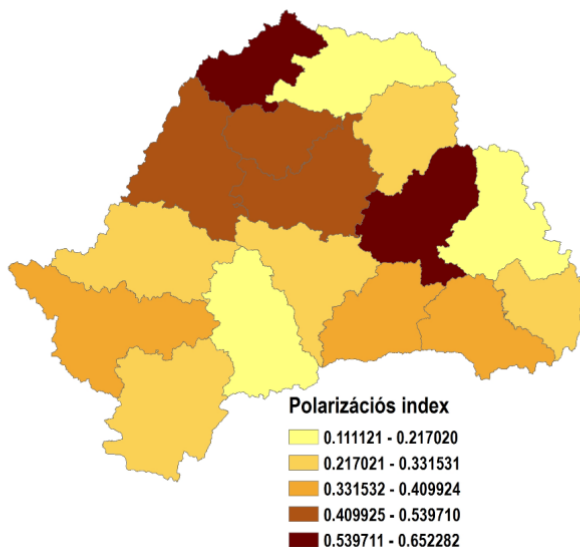 Polarizációs index
0.111121 - 0.217020
0.217021 - 0.331531
0.331532 - 0.409924
0.409925 - 0.539710
0.539711 - 0.652282